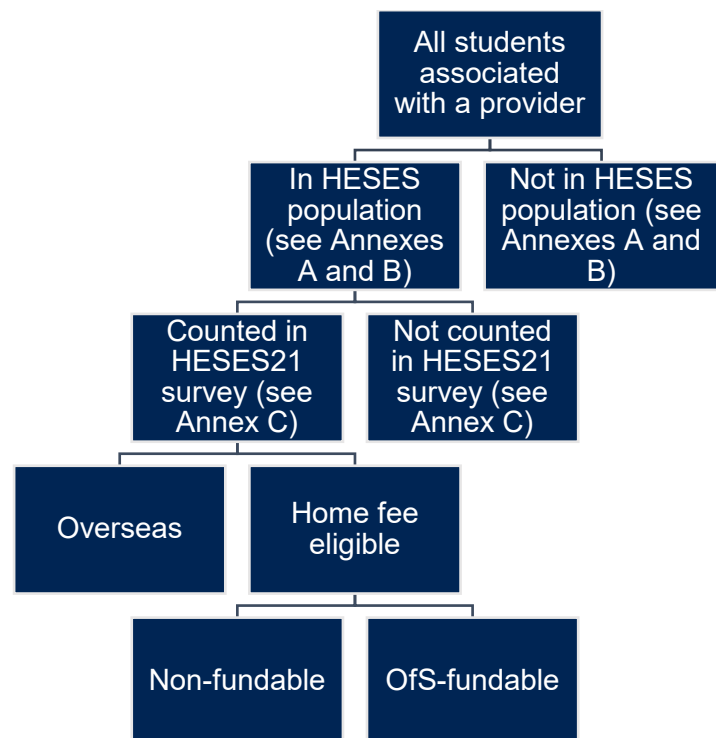 All students
associated
with a provider
In HESES
population
(see Annexes
A and B)
Not in HESES
population (see
Annexes A and
B)
Counted in
HESES21
survey (see
Annex C)
Not counted
in HESES21
survey (see
Annex C)
Overseas
Home fee
eligible
Non-fundable
OfS-fundable